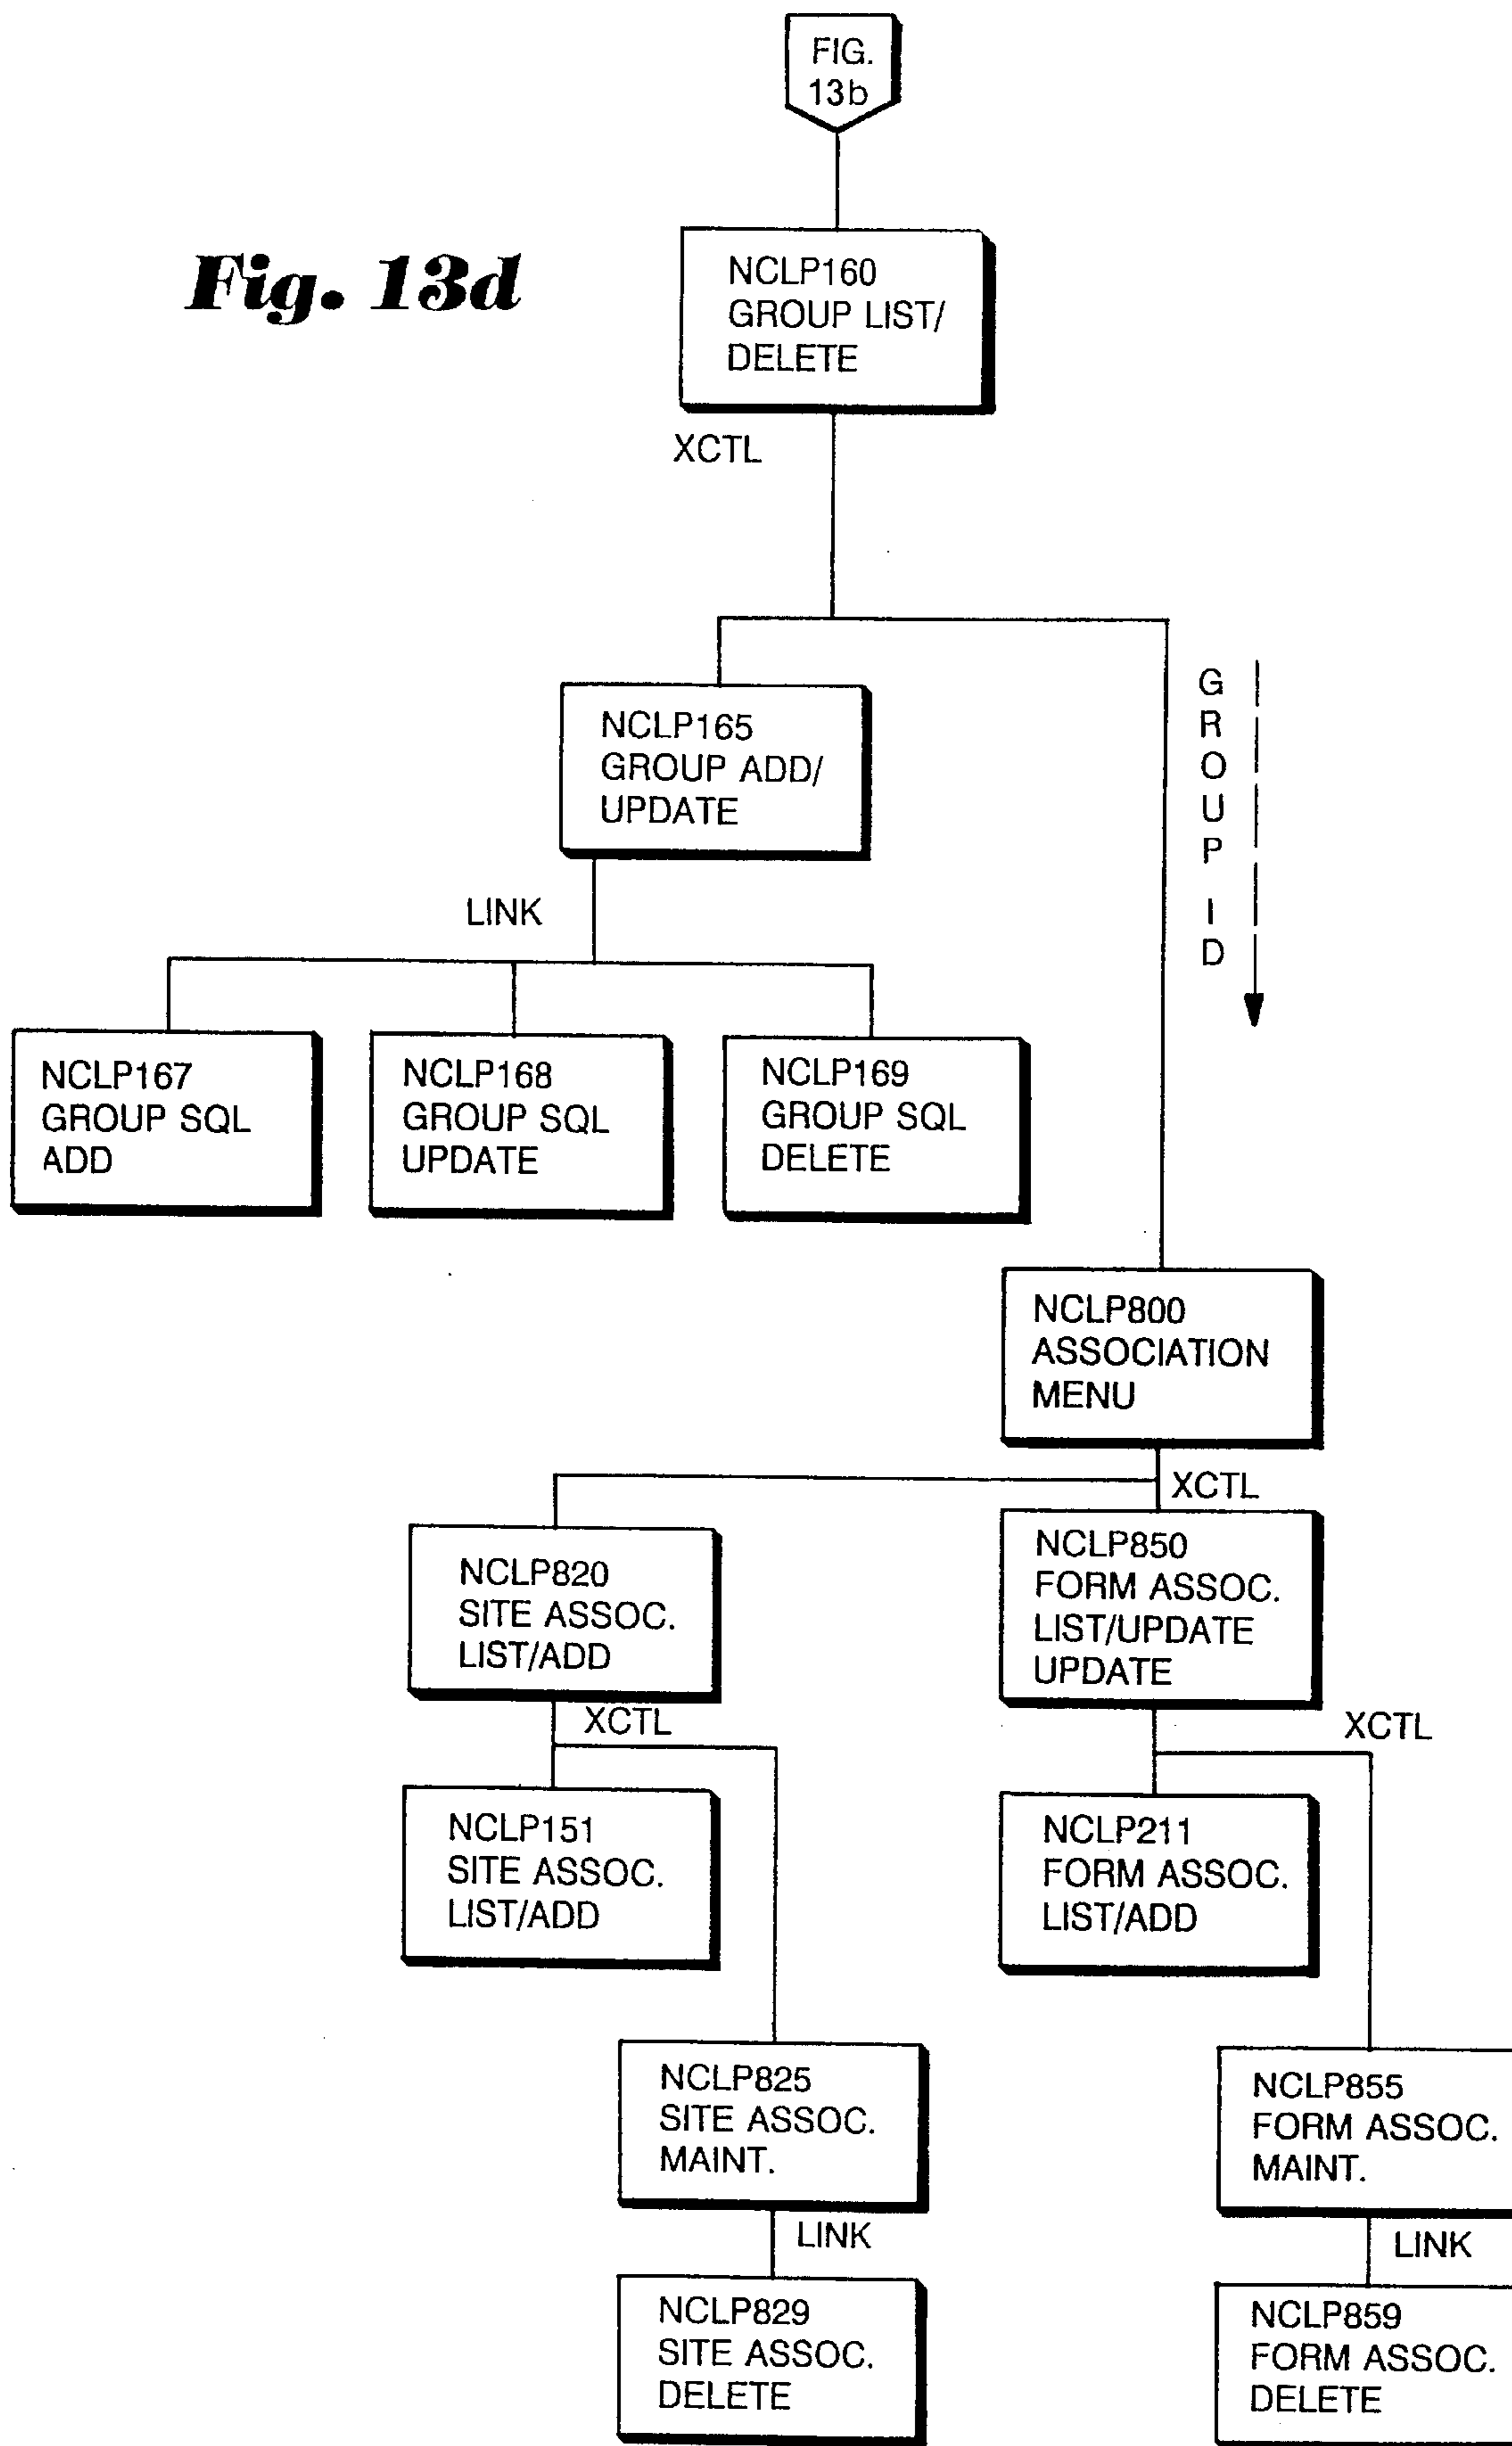 FIG.
13b
Fig. 13d
NCLP160
GROUP LIST/
DELETE
XCTL
NCLP165
GROUP ADD/
UPDATE
GROUP ID
LINK
NCLP167
GROUP SQL
ADD
NCLP168
GROUP SQL
UPDATE
NCLP169
GROUP SQL
DELETE
NCLP800
ASSOCIATION
MENU
XCTL
NCLP820
SITE ASSOC.
LIST/ADD
NCLP850
FORM ASSOC.
LIST/UPDATE
UPDATE
XCTL
XCTL
NCLP151
SITE ASSOC.
LIST/ADD
NCLP211
FORM ASSOC.
LIST/ADD
NCLP825
SITE ASSOC.
MAINT.
NCLP855
FORM ASSOC.
MAINT.
LINK
LINK
NCLP829
SITE ASSOC.
DELETE
NCLP859
FORM ASSOC.
DELETE